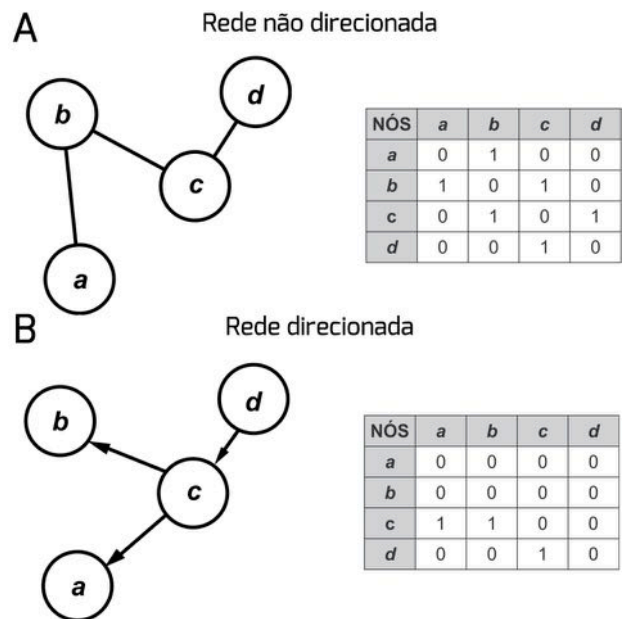 A
Rede não direcionada
b
d
c
a
NÓS a b c d
a 0 1 0 0
b 1 0 1 0
c 0 1 0 1
d 0 0 1 0
B
Rede direcionada
b
d
c
a
NÓS a b c d
a 0 0 0 0
b 0 0 0 0
c 1 1 0 0
d 0 0 1 0